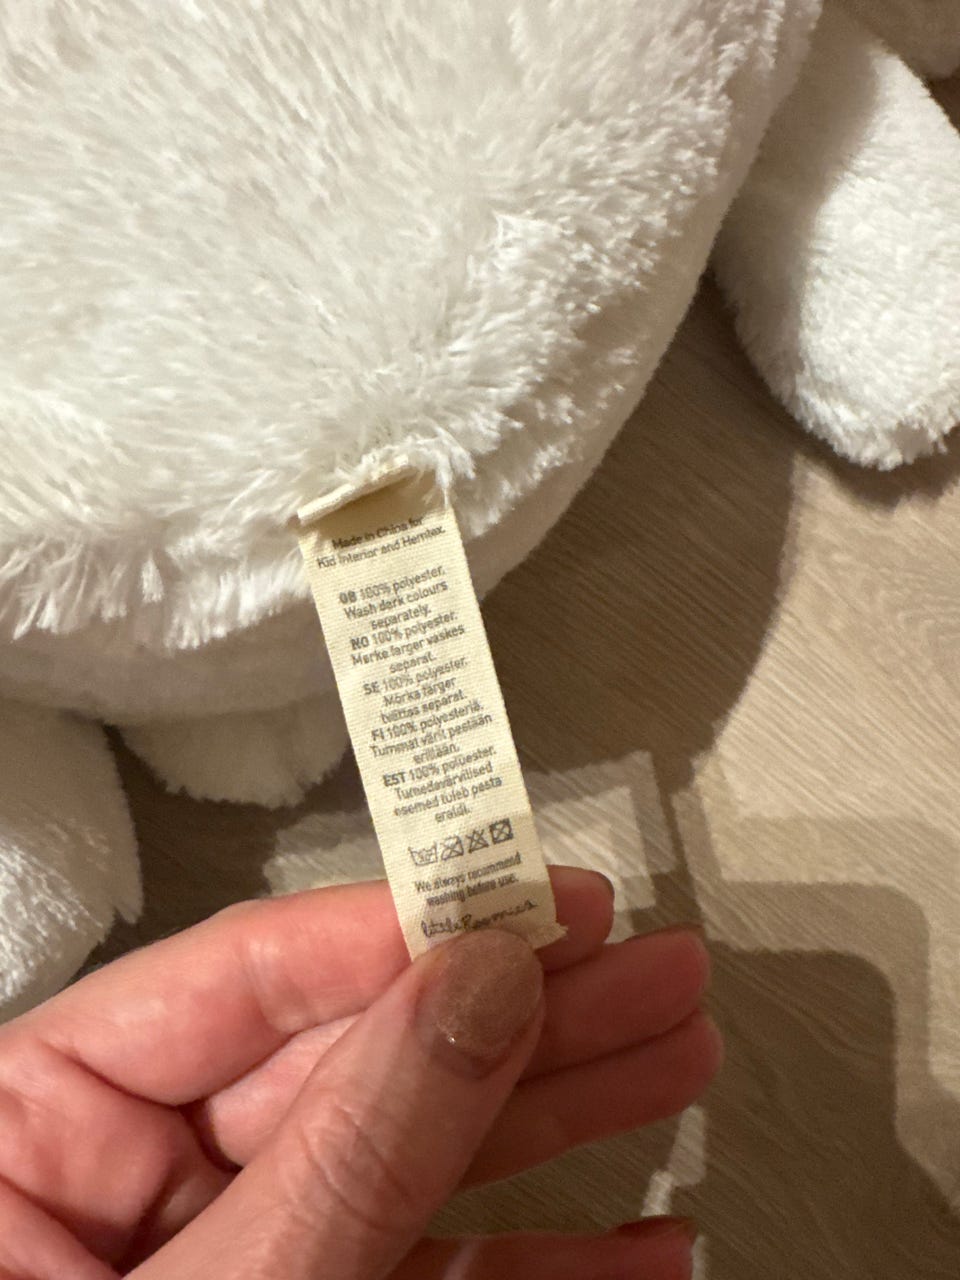 Made in China for
Kid Interior and Hemtex.
GB 100% polyester.
Wash dark colours
separately.
NO 100% polyester.
Mørke farger vaskes
separat.
SE 100% polyester.
Mörka färger
tvättas separat.
FI 100% polyesteriä.
Tummat värit pestään
erillään.
EST 100% polüester.
Tumedavärvilised
esemed tuleb pesta
eraldi.
We always recommend
washing before use.
little Roomies